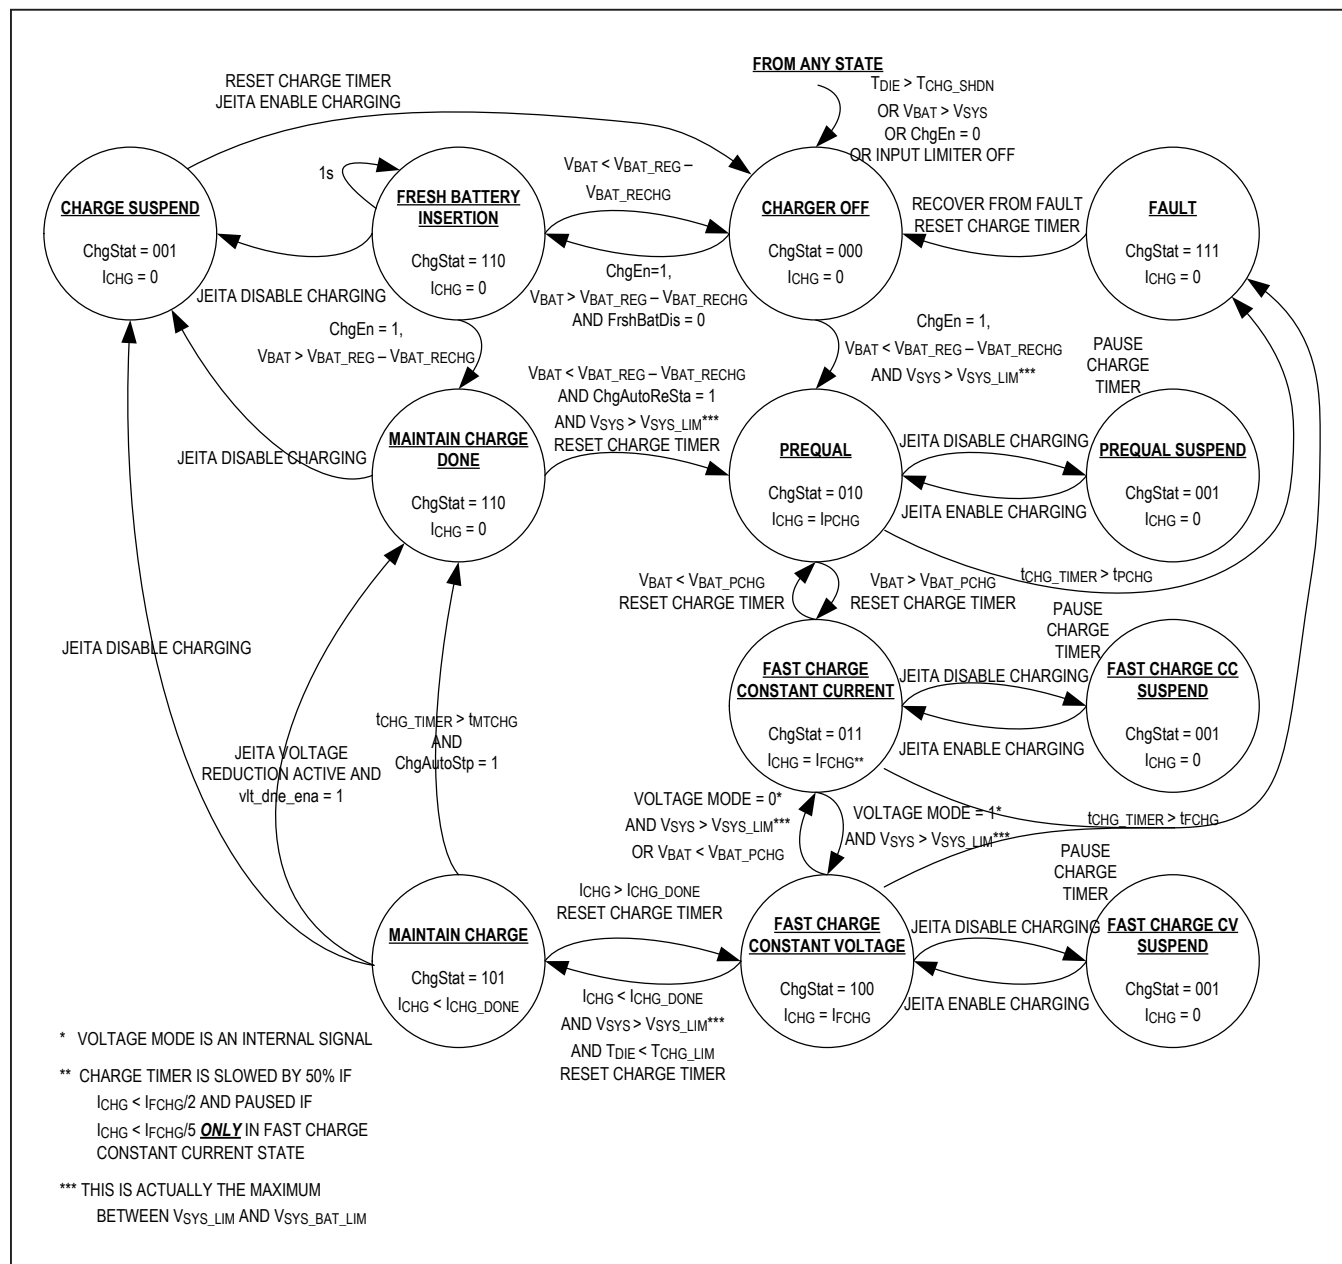 FROM ANY STATE
TDIE > TCHG_SHDN
OR VBAT > VSYS
OR ChgEn = 0
OR INPUT LIMITER OFF
RESET CHARGE TIMER
JEITA ENABLE CHARGING
1s
VBAT < VBAT_REG –
VBAT_RECHG
CHARGE SUSPEND
ChgStat = 001
ICHG = 0
FRESH BATTERY
INSERTION
ChgStat = 110
ICHG = 0
CHARGER OFF
ChgStat = 000
ICHG = 0
RECOVER FROM FAULT
RESET CHARGE TIMER
FAULT
ChgStat = 111
ICHG = 0
JEITA DISABLE CHARGING
ChgEn=1,
VBAT > VBAT_REG – VBAT_RECHG
AND FrshBatDis = 0
ChgEn = 1,
VBAT > VBAT_REG – VBAT_RECHG
ChgEn = 1,
VBAT < VBAT_REG – VBAT_RECHG
AND VSYS > VSYS_LIM***
PAUSE
CHARGE
TIMER
VBAT < VBAT_REG – VBAT_RECHG
AND ChgAutoReSta = 1
AND VSYS > VSYS_LIM***
RESET CHARGE TIMER
JEITA DISABLE CHARGING
MAINTAIN CHARGE
DONE
ChgStat = 110
ICHG = 0
PREQUAL
ChgStat = 010
ICHG = IPCHG
JEITA DISABLE CHARGING
JEITA ENABLE CHARGING
PREQUAL SUSPEND
ChgStat = 001
ICHG = 0
VBAT < VBAT_PCHG
RESET CHARGE TIMER
VBAT > VBAT_PCHG
RESET CHARGE TIMER
tCHG_TIMER > tPCHG
PAUSE
CHARGE
TIMER
JEITA DISABLE CHARGING
FAST CHARGE
CONSTANT CURRENT
ChgStat = 011
ICHG = IFCHG**
JEITA DISABLE CHARGING
JEITA ENABLE CHARGING
FAST CHARGE CC
SUSPEND
ChgStat = 001
ICHG = 0
tCHG_TIMER > tMTCHG
AND
ChgAutoStp = 1
JEITA VOLTAGE
REDUCTION ACTIVE AND
vlt_dne_ena = 1
VOLTAGE MODE = 0*
AND VSYS > VSYS_LIM***
OR VBAT < VBAT_PCHG
VOLTAGE MODE = 1*
AND VSYS > VSYS_LIM***
tCHG_TIMER > tFCHG
PAUSE
CHARGE
TIMER
ICHG > ICHG_DONE
RESET CHARGE TIMER
MAINTAIN CHARGE
ChgStat = 101
ICHG < ICHG_DONE
FAST CHARGE
CONSTANT VOLTAGE
ChgStat = 100
ICHG = IFCHG
JEITA DISABLE CHARGING
JEITA ENABLE CHARGING
FAST CHARGE CV
SUSPEND
ChgStat = 001
ICHG = 0
ICHG < ICHG_DONE
AND VSYS > VSYS_LIM***
AND TDIE < TCHG_LIM
RESET CHARGE TIMER
* VOLTAGE MODE IS AN INTERNAL SIGNAL
** CHARGE TIMER IS SLOWED BY 50% IF
ICHG < IFCHG/2 AND PAUSED IF
ICHG < IFCHG/5 ONLY IN FAST CHARGE
CONSTANT CURRENT STATE
*** THIS IS ACTUALLY THE MAXIMUM
BETWEEN VSYS_LIM AND VSYS_BAT_LIM